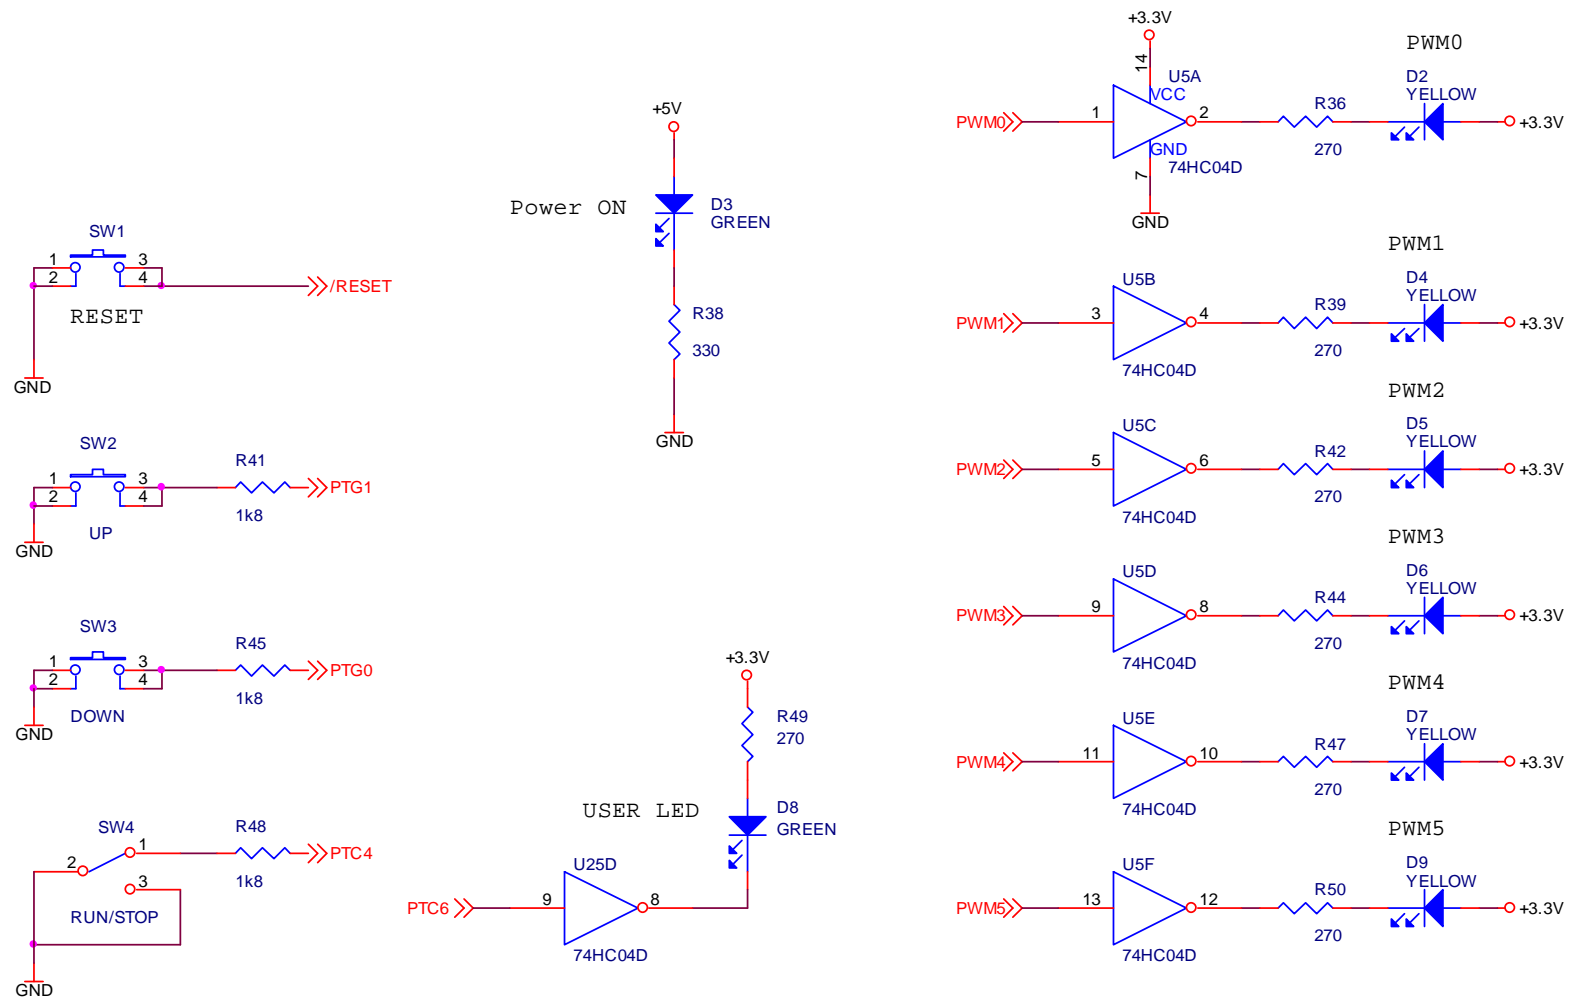 SW1
1
2
3
4
/RESET
RESET
GND
SW2
1
2
3
4
R41
1k8
PTG1
UP
GND
SW3
1
2
3
4
R45
1k8
PTG0
DOWN
GND
SW4
2
1
3
R48
1k8
PTC4
RUN/STOP
GND
+5V
Power ON
D3
GREEN
R38
330
GND
+3.3V
R49
270
USER LED
D8
GREEN
U25D
PTC6
9
8
74HC04D
+3.3V
PWM0
14
U5A
VCC
D2
YELLOW
PWM0
1
2
R36
270
+3.3V
GND
74HC04D
7
GND
PWM1
U5B
D4
YELLOW
PWM1
3
4
R39
270
+3.3V
74HC04D
PWM2
U5C
D5
YELLOW
PWM2
5
6
R42
270
+3.3V
74HC04D
PWM3
U5D
D6
YELLOW
PWM3
9
8
R44
270
+3.3V
74HC04D
PWM4
U5E
D7
YELLOW
PWM4
11
10
R47
270
+3.3V
74HC04D
PWM5
U5F
D9
YELLOW
PWM5
13
12
R50
270
+3.3V
74HC04D